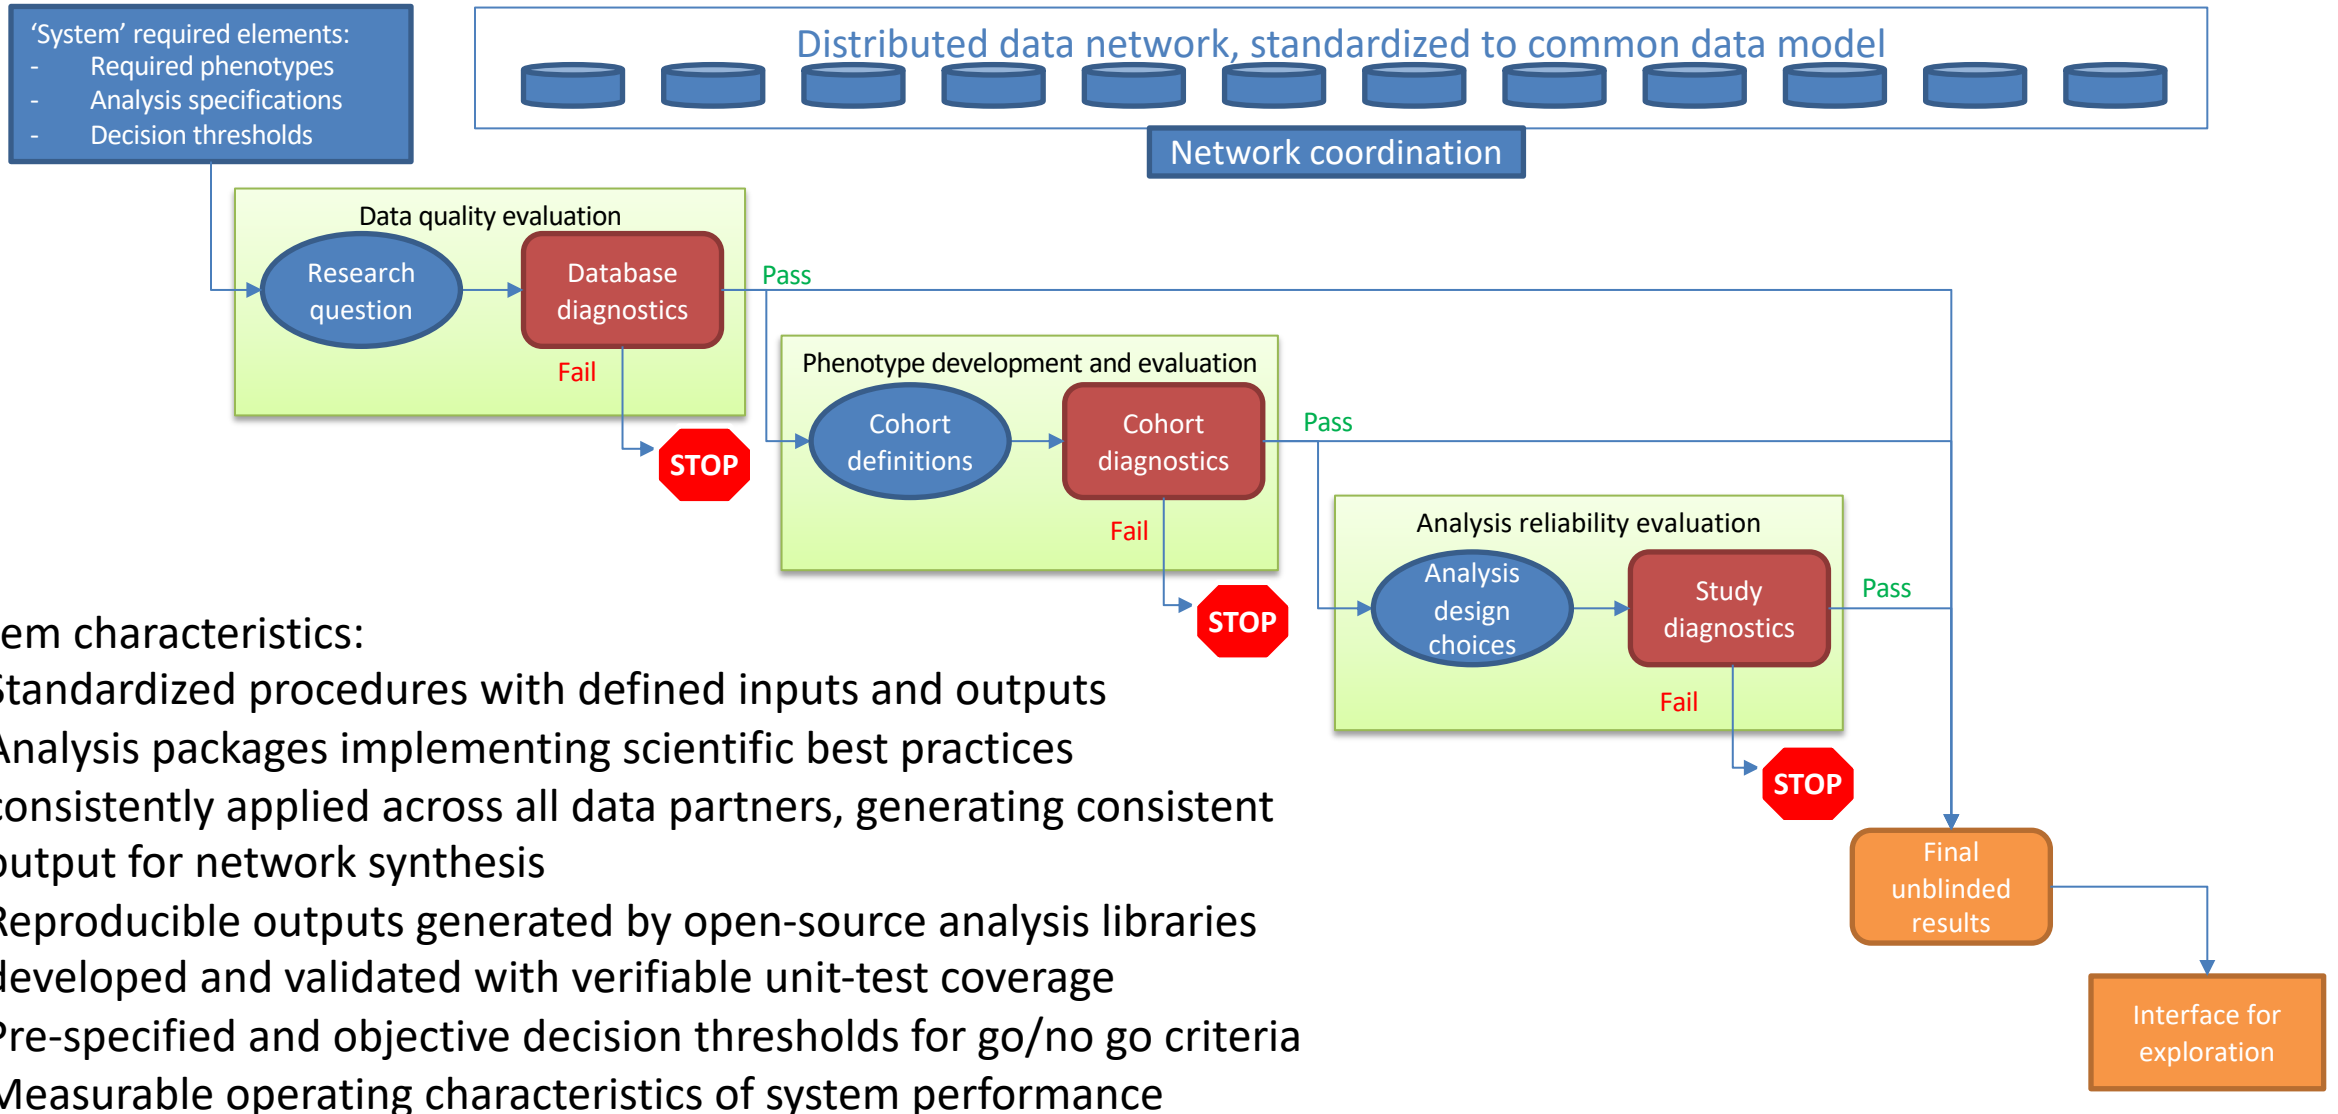 ‘System’ required elements:
- Required phenotypes
- Analysis specifications
- Decision thresholds
Distributed data network, standardized to common data model
Network coordination
Data quality evaluation
Research
question
Database
diagnostics
Pass
Fail
STOP
Phenotype development and evaluation
Cohort
definitions
Cohort
diagnostics
Pass
Fail
STOP
Analysis reliability evaluation
Analysis
design
choices
Study
diagnostics
Pass
Fail
STOP
Final
unblinded
results
Interface for
exploration
em characteristics:
Standardized procedures with defined inputs and outputs
Analysis packages implementing scientific best practices
consistently applied across all data partners, generating consistent
output for network synthesis
Reproducible outputs generated by open-source analysis libraries
developed and validated with verifiable unit-test coverage
Pre-specified and objective decision thresholds for go/no go criteria
Measurable operating characteristics of system performance